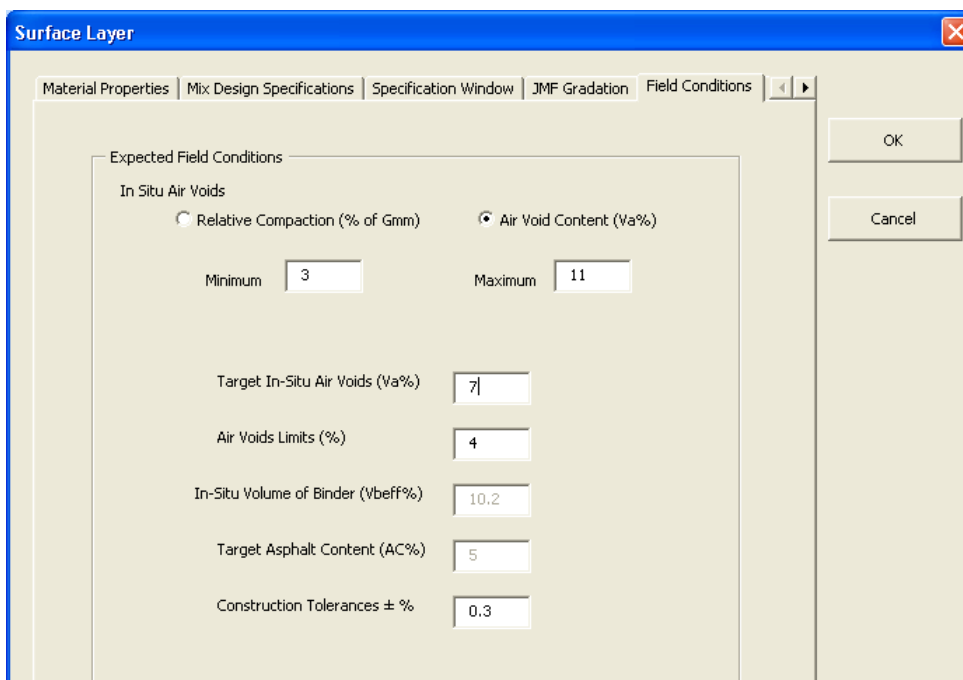 Surface Layer
Material Properties Mix Design Specifications Specification Window JMF Gradation Field Conditions
OK
Expected Field Conditions
In Situ Air Voids
Relative Compaction (% of Gmm) Air Void Content (Va%)
Cancel
Minimum 3 Maximum 11
Target In-Situ Air Voids (Va%) 7
Air Voids Limits (%) 4
In-Situ Volume of Binder (Vbeff%) 10.2
Target Asphalt Content (AC%) 5
Construction Tolerances ± % 0.3